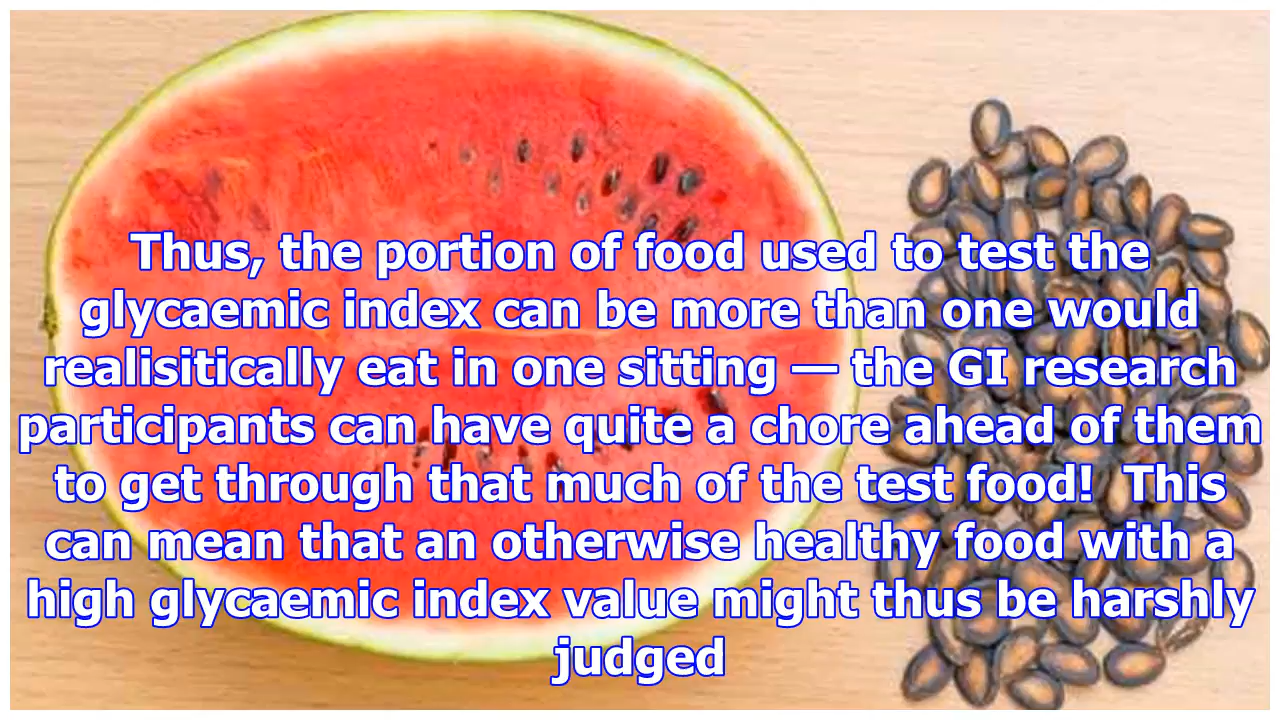 Thus, the portion of food used to test the
glycaemic index can be more than one would
realisitically eat in one sitting — the GI research
participants can have quite a chore ahead of them
to get through that much of the test food!  This
can mean that an otherwise healthy food with a
high glycaemic index value might thus be harshly
judged